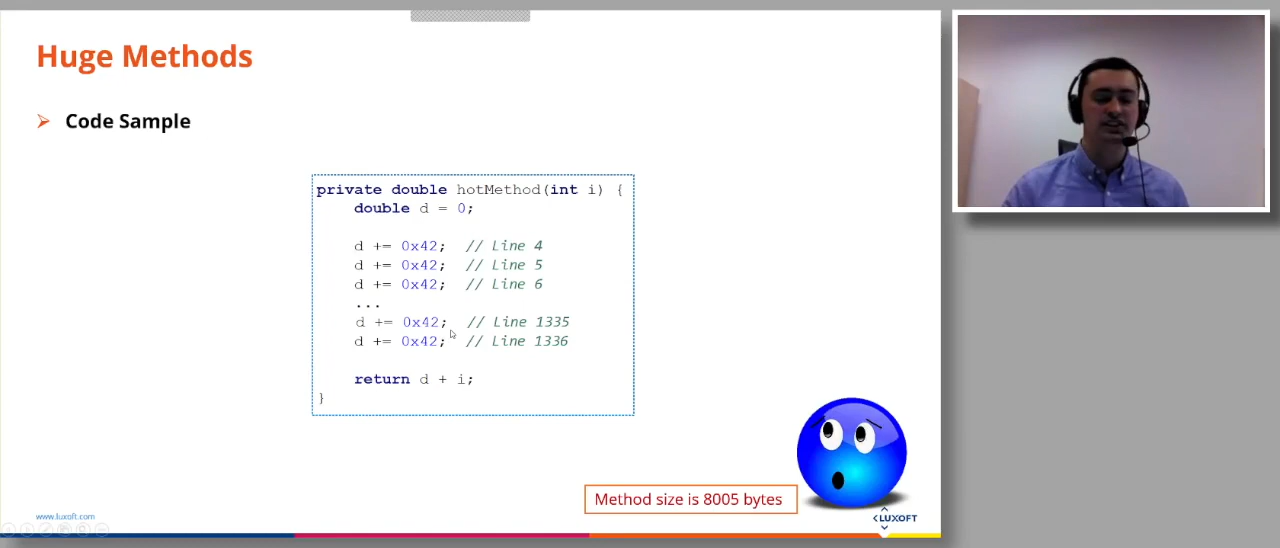 Huge Methods
Code Sample
private double hotMethod(int i) {
double d = 0;
d += 0x42; // Line 4
d += 0x42; // Line 5
d += 0x42; // Line 6
...
d += 0x42; // Line 1335
d += 0x42; // Line 1336
return d + i;
}
Method size is 8005 bytes
www.luxoft.com
LUXOFT